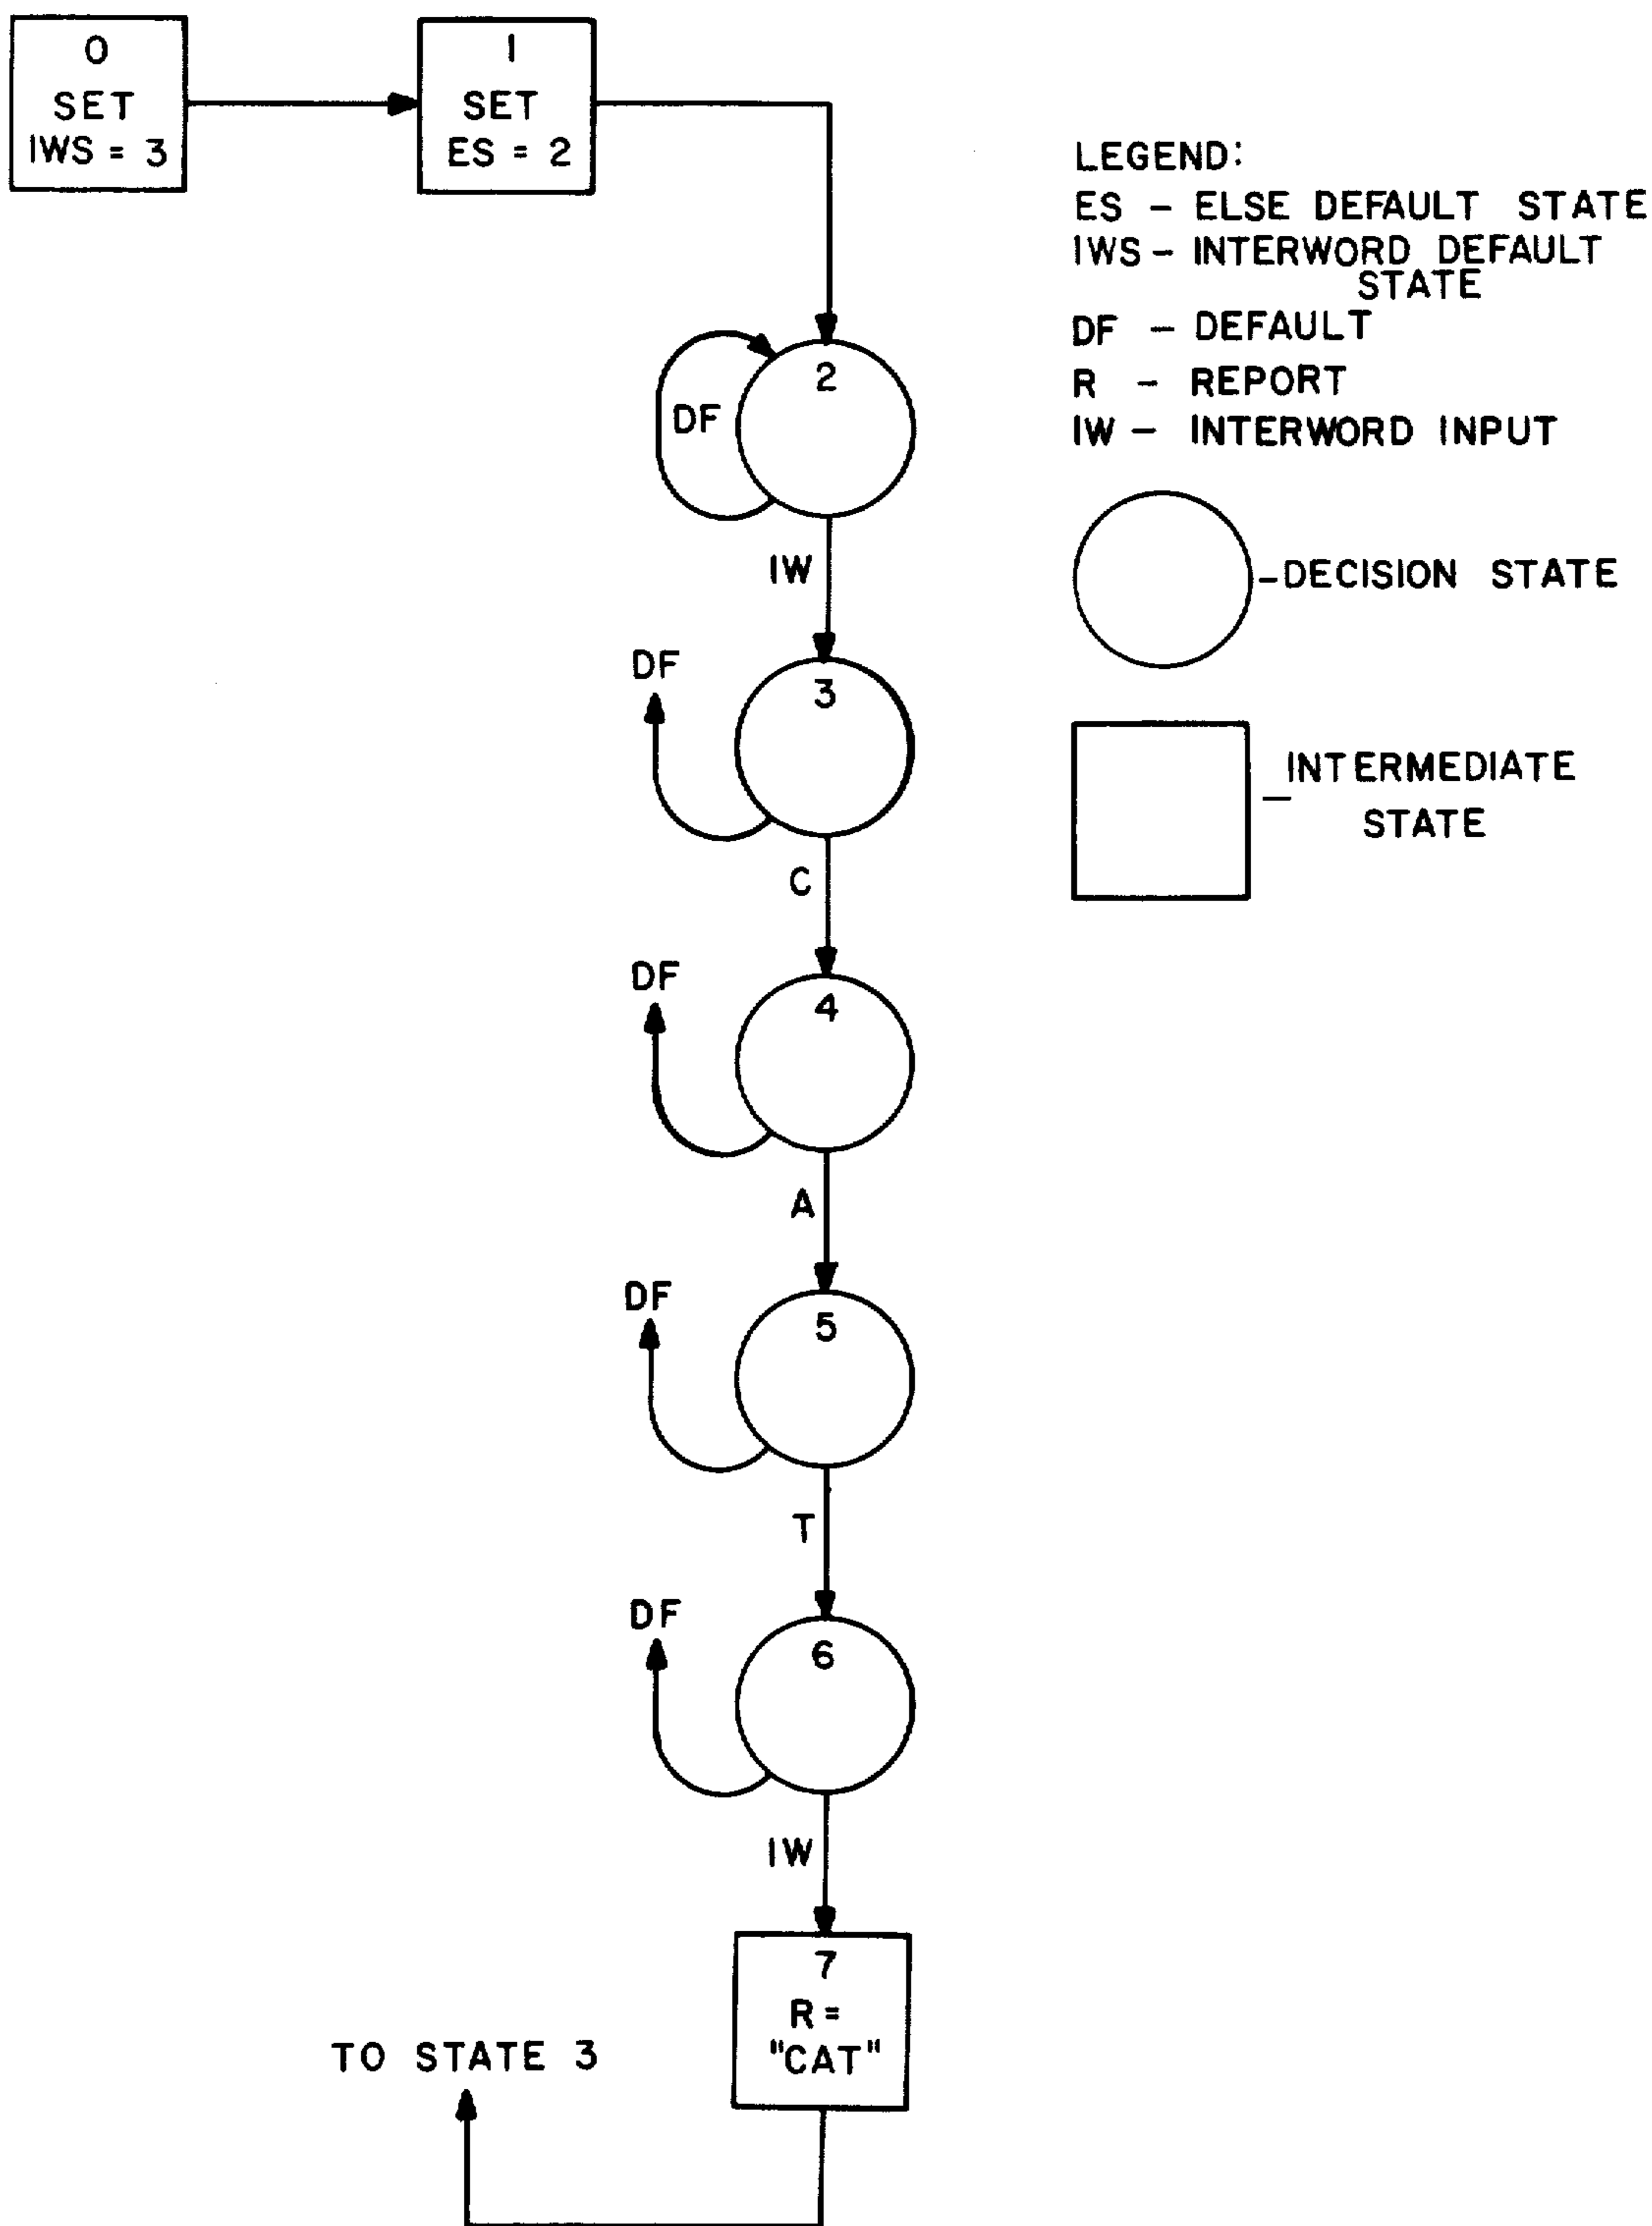 0
SET
IWS = 3
1
SET
ES = 2
LEGEND:
ES - ELSE DEFAULT STATE
IWS - INTERWORD DEFAULT
STATE
DF - DEFAULT
R - REPORT
IW - INTERWORD INPUT
2
DF
IW
-DECISION STATE
DF
3
-INTERMEDIATE
STATE
C
DF
4
A
DF
5
T
DF
6
IW
7
R =
"CAT"
TO STATE 3